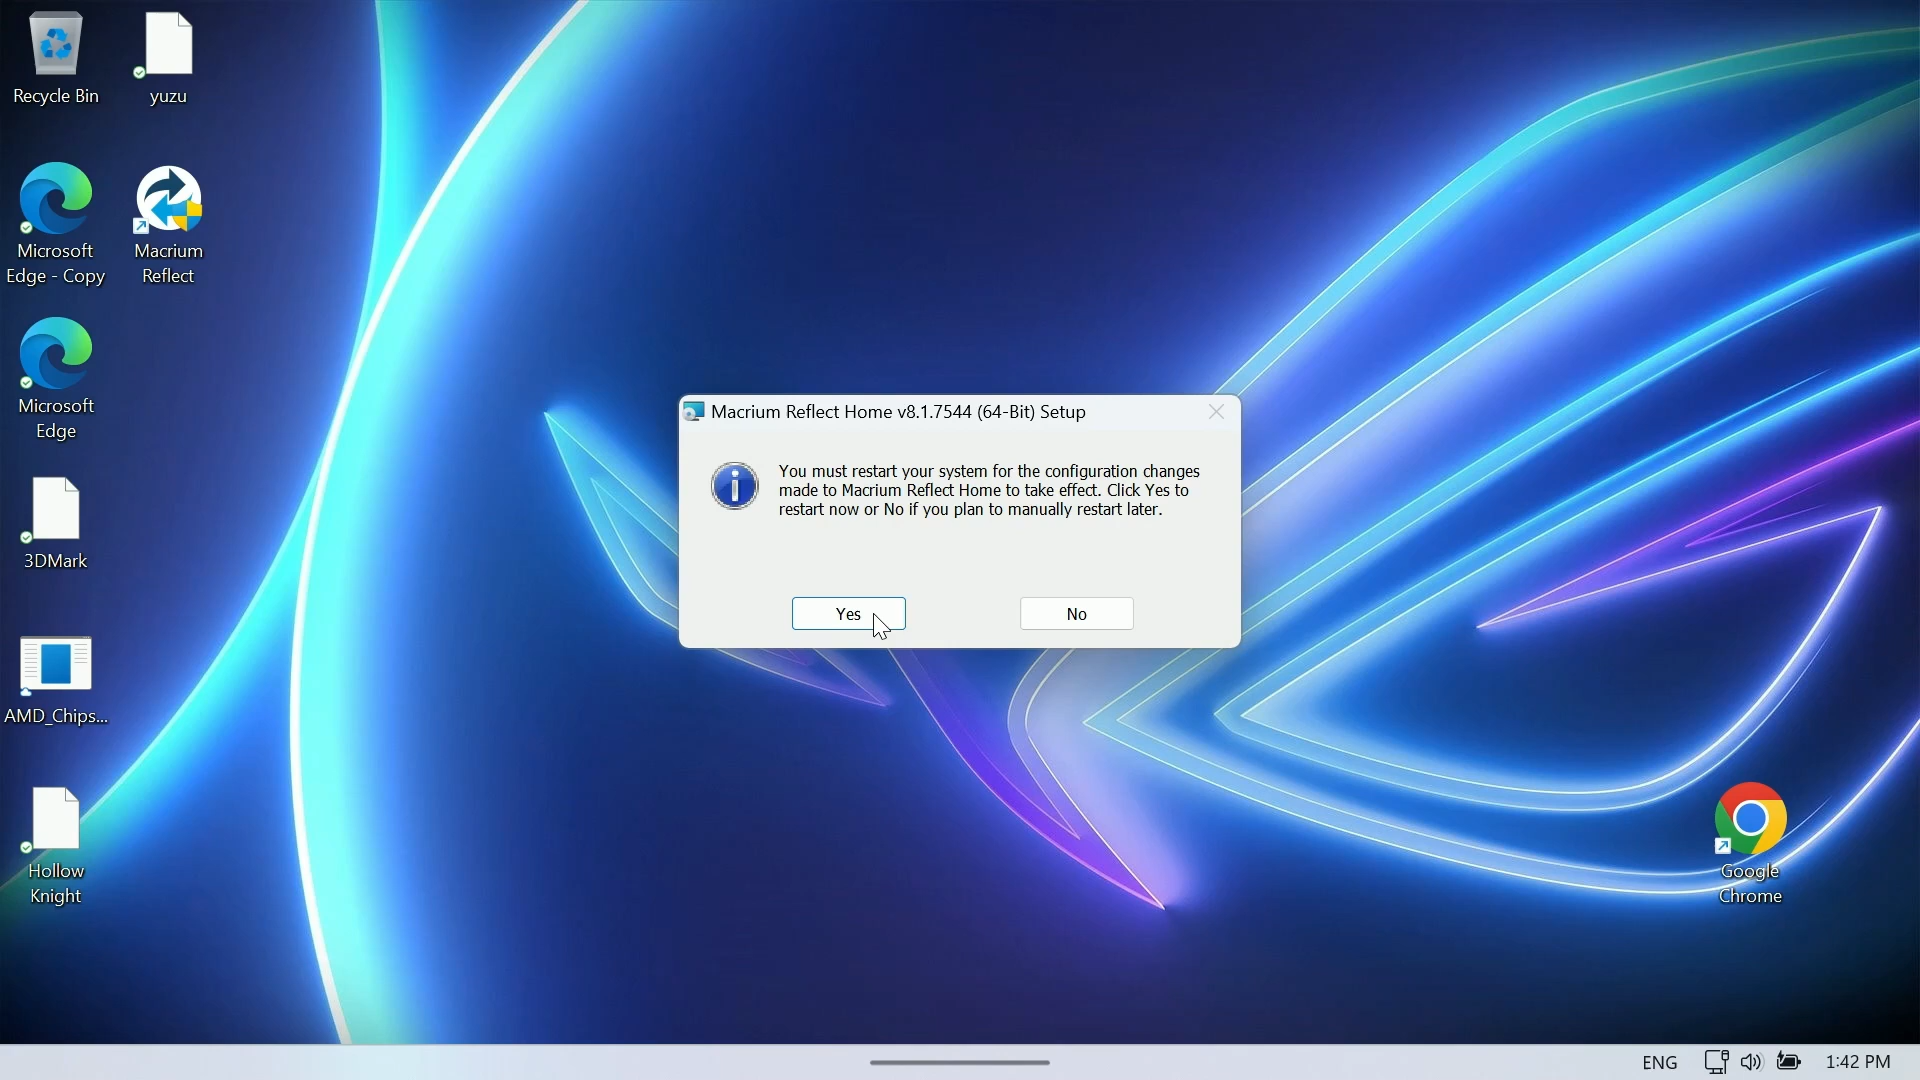 Recycle Bin
yuzu
Microsoft
Edge - Copy
Macrium
Reflect
Microsoft
Edge
3DMark
AMD_Chips...
Hollow
Knight
Macrium Reflect Home v8.1.7544 (64-Bit) Setup
You must restart your system for the configuration changes
made to Macrium Reflect Home to take effect. Click Yes to
restart now or No if you plan to manually restart later.
Yes
No
Google
Chrome
ENG
1:42 PM